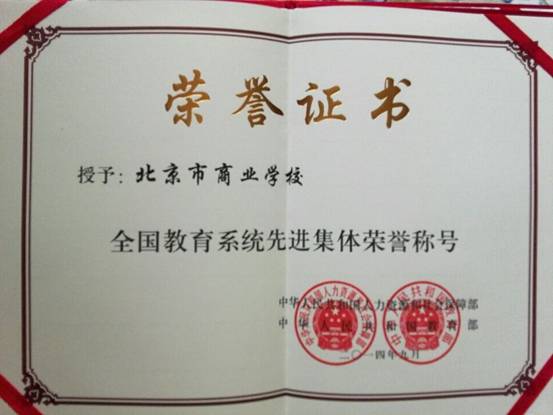 荣誉证书
授予：北京市商业学校
全国教育系统先进集体荣誉称号
中华人民共和国人力资源和社会保障部
中华人民共和国教育部
二〇一四年九月